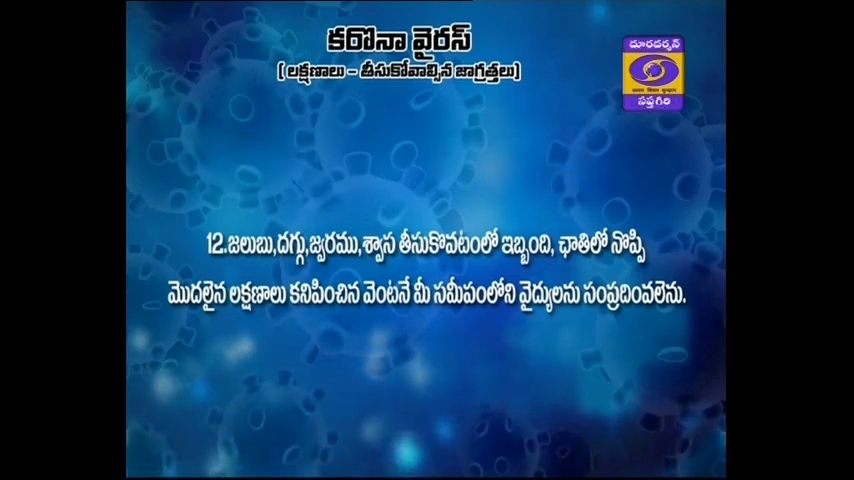 కరొనా వైరస్
( లక్షణాలు - తీసుకోవాల్సిన జాగ్రత్తలు)
దూరదర్శన్
సప్తగిరి
12.జలుబు,దగ్గు,జ్వరము,శ్వాస తీసుకొవటంలో ఇబ్బంది, ఛాతిలో నొప్పి
మొదలైన లక్షణాలు కనిపించిన వెంటనే మీ సమీపంలోని వైద్యులను సంప్రదింవలెను.